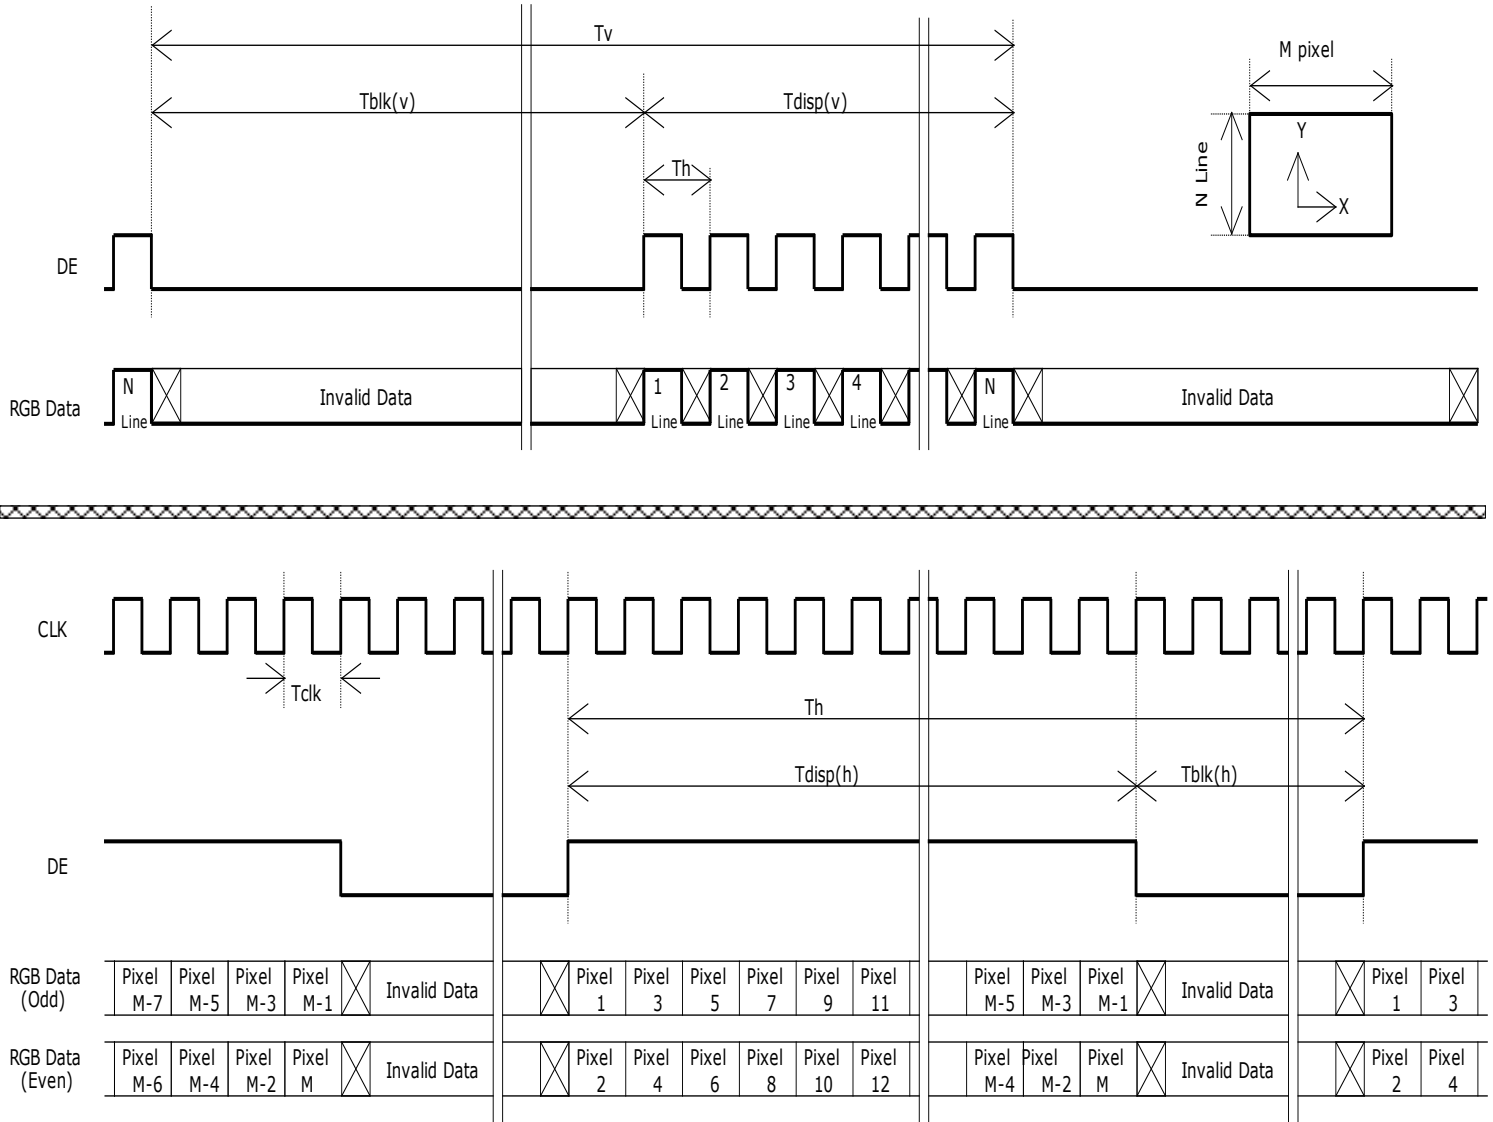 Tv
M pixel
Tblk(v) Tdisp(v)
Th
Y
X
N Line
DE
RGB Data
N
Line
Invalid Data
1
Line
2
Line
3
Line
4
Line
N
Line
Invalid Data
CLK
Tclk
Th
Tdisp(h) Tblk(h)
DE
RGB Data
(Odd)
Pixel Pixel Pixel Pixel Invalid Data Pixel Pixel Pixel Pixel Pixel Pixel Pixel Pixel Pixel Invalid Data Pixel Pixel
M-7 M-5 M-3 M-1 1 3 5 7 9 11 M-5 M-3 M-1 1 3
RGB Data
(Even)
Pixel Pixel Pixel Pixel Invalid Data Pixel Pixel Pixel Pixel Pixel Pixel Pixel Pixel Pixel Invalid Data Pixel Pixel
M-6 M-4 M-2 M 2 4 6 8 10 12 M-4 M-2 M 2 4